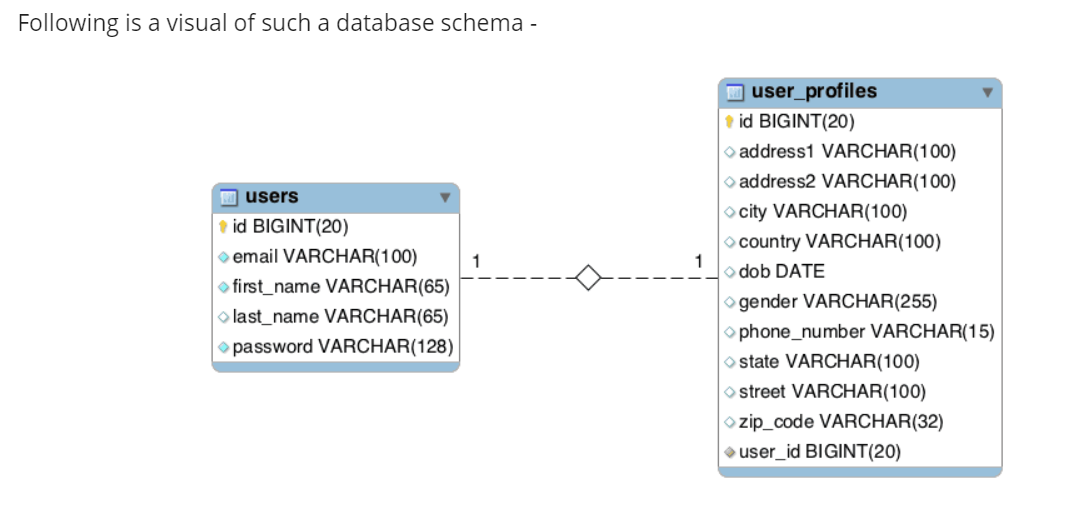 Following is a visual of such a database schema -
users
id BIGINT(20)
email VARCHAR(100)
first_name VARCHAR(65)
last_name VARCHAR(65)
password VARCHAR(128)
1
1
user_profiles
id BIGINT(20)
address1 VARCHAR(100)
address2 VARCHAR(100)
city VARCHAR(100)
country VARCHAR(100)
dob DATE
gender VARCHAR(255)
phone_number VARCHAR(15)
state VARCHAR(100)
street VARCHAR(100)
zip_code VARCHAR(32)
user_id BIGINT(20)